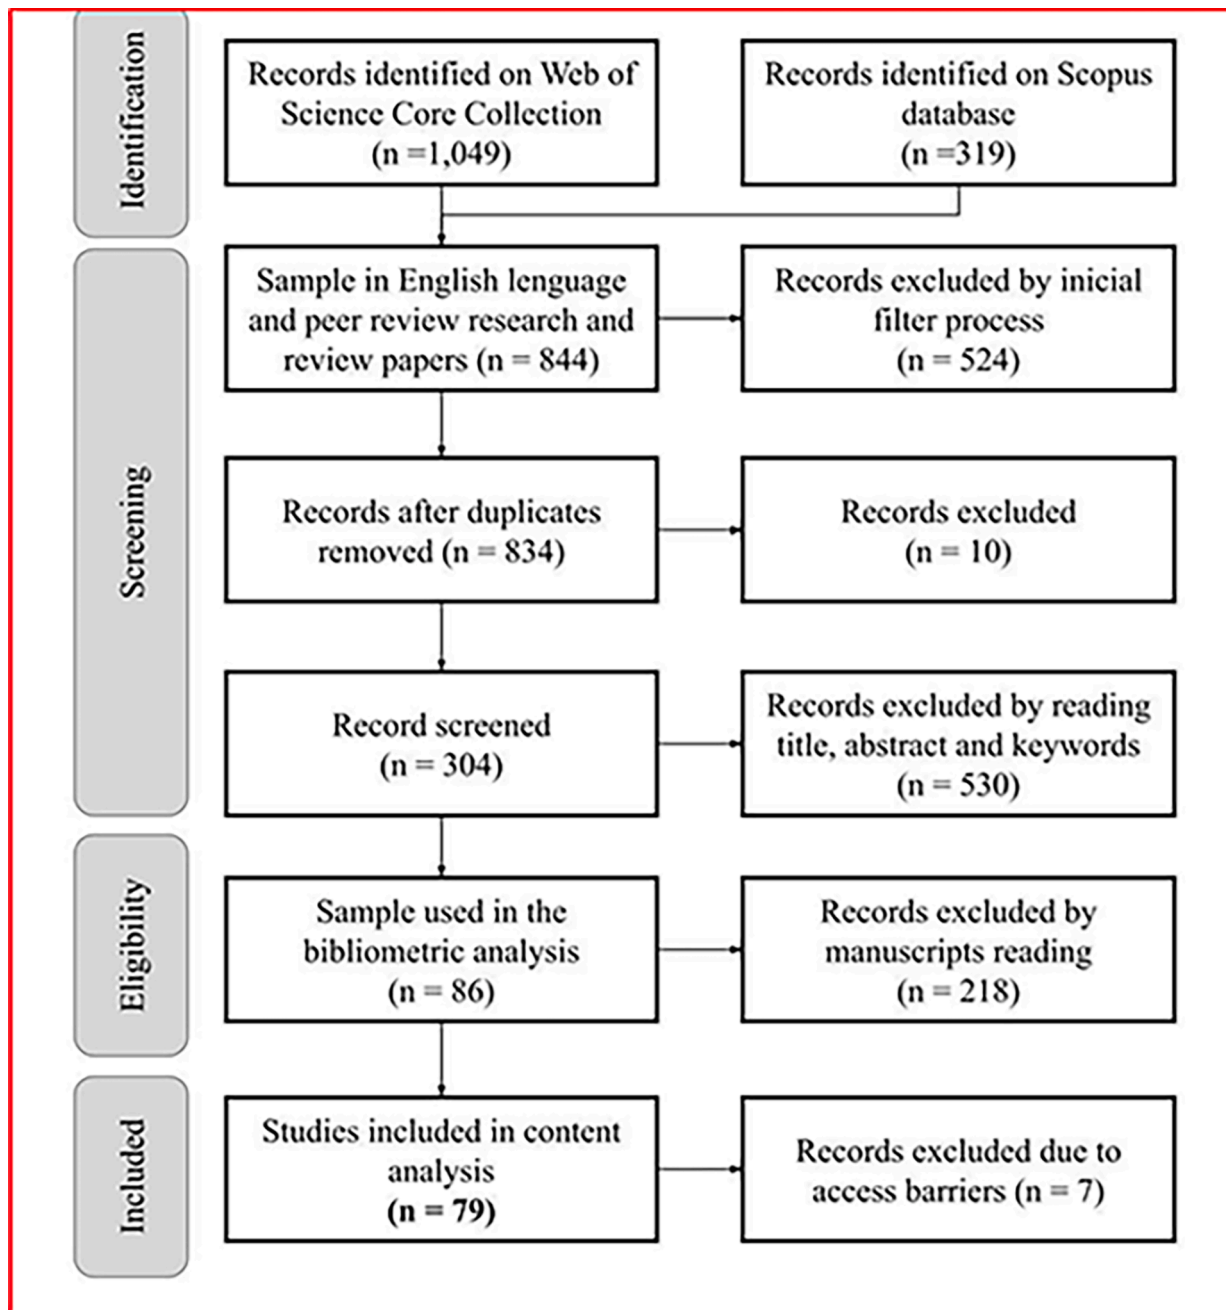 Identification
Records identified on Web of
Science Core Collection
(n =1,049)
Records identified on Scopus
database
(n =319)
Screening
Sample in English lenguage
and peer review research and
review papers (n = 844)
Records excluded by inicial
filter process
(n = 524)
Records after duplicates
removed (n = 834)
Records excluded
(n = 10)
Record screened
(n = 304)
Records excluded by reading
title, abstract and keywords
(n = 530)
Eligibility
Sample used in the
bibliometric analysis
(n = 86)
Records excluded by
manuscripts reading
(n = 218)
Included
Studies included in content
analysis
(n = 79)
Records excluded due to
access barriers (n = 7)